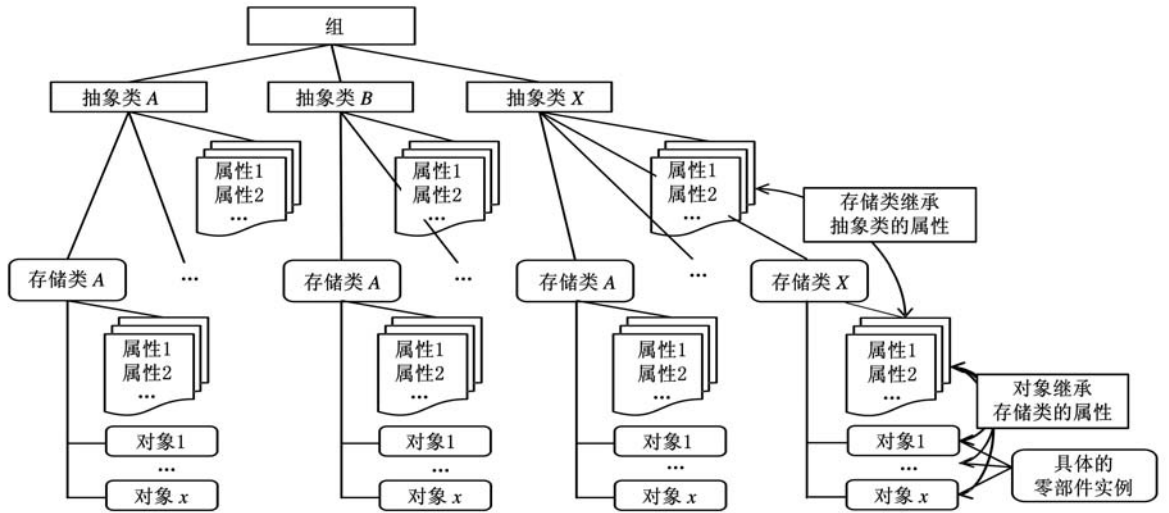 组
抽象类 A
抽象类 B
抽象类 X
属性1
属性2
...
属性1
属性2
...
属性1
属性2
...
存储类继承
抽象类的属性
存储类 A
...
存储类 A
...
存储类 A
...
存储类 X
属性1
属性2
...
属性1
属性2
...
属性1
属性2
...
属性1
属性2
...
对象继承
存储类的属性
对象1
...
对象 x
对象1
...
对象 x
对象1
...
对象 x
对象1
...
对象 x
具体的
零部件实例